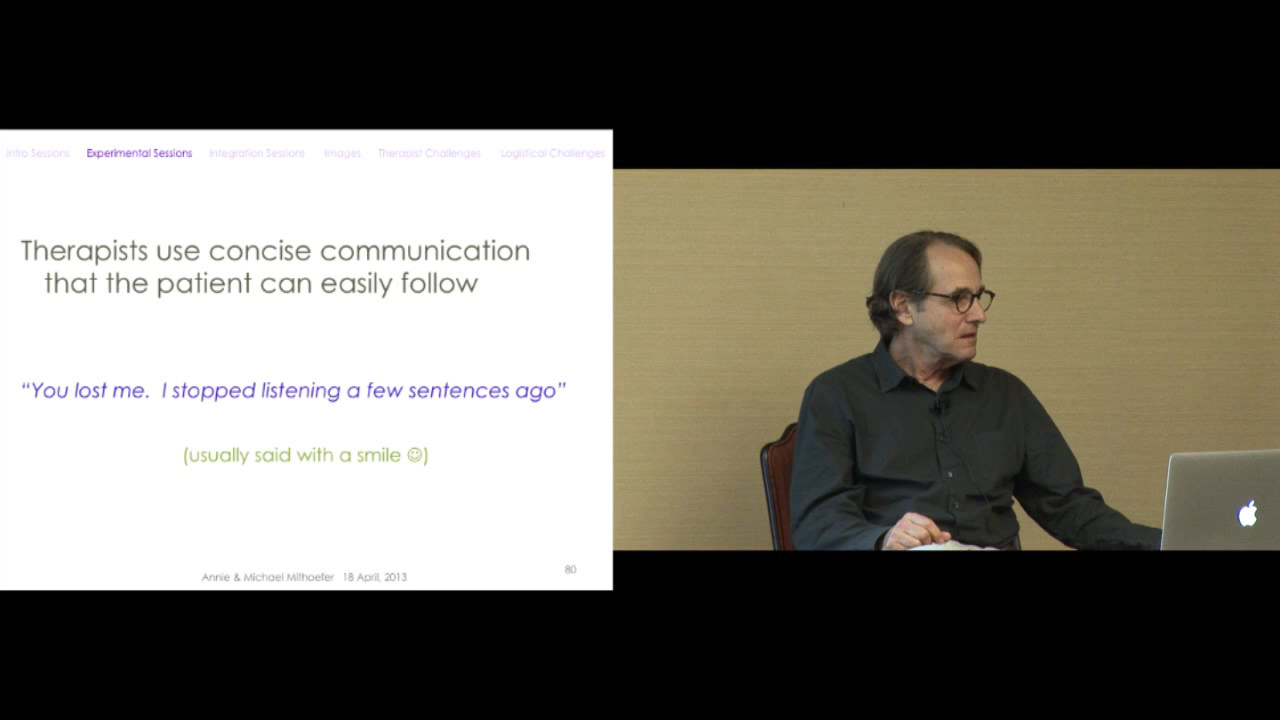 Intro Sessions Experimental Sessions Integration Sessions Images Therapist Challenges Logistical Challenges
Therapists use concise communication
that the patient can easily follow
“You lost me. I stopped listening a few sentences ago”
(usually said with a smile ☺)
80
Annie & Michael Mithoefer 18 April, 2013